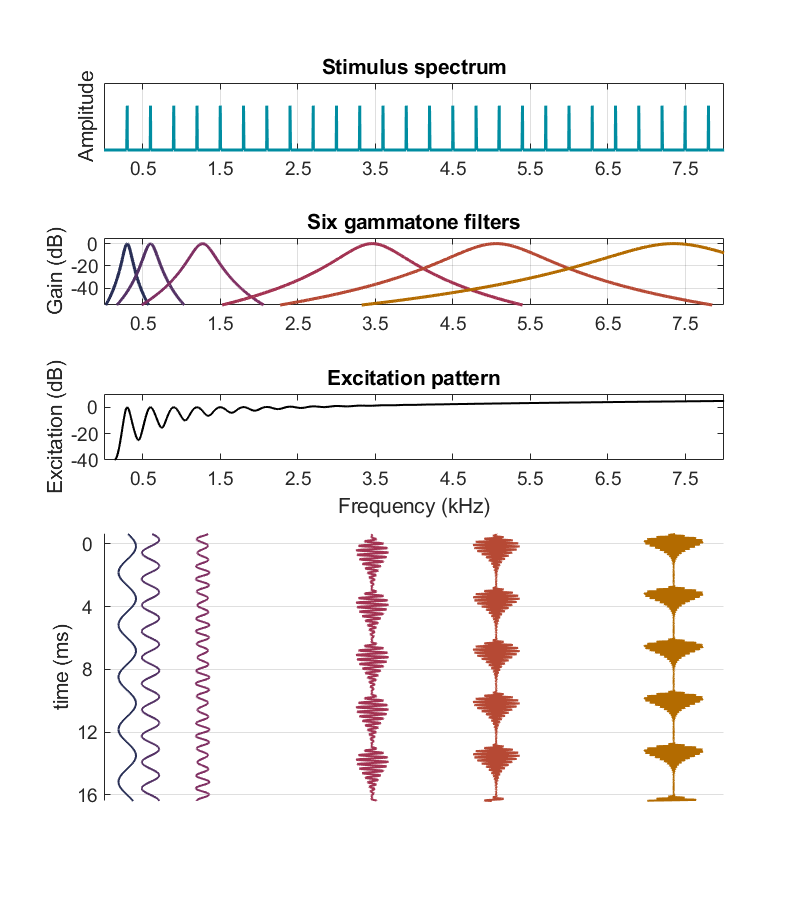 Stimulus spectrum
Amplitude
0.5 1.5 2.5 3.5 4.5 5.5 6.5 7.5
Six gammatone filters
Gain (dB)
0
-20
-40
0.5 1.5 2.5 3.5 4.5 5.5 6.5 7.5
Excitation pattern
Excitation (dB)
0
-20
-40
0.5 1.5 2.5 3.5 4.5 5.5 6.5 7.5
Frequency (kHz)
time (ms)
0
4
8
12
16